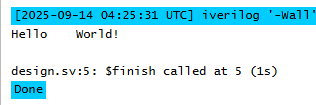 [2025-09-14 04:25:31 UTC] iverilog '-Wall'
Hello    World!
design.sv:5: $finish called at 5 (1s)
Done